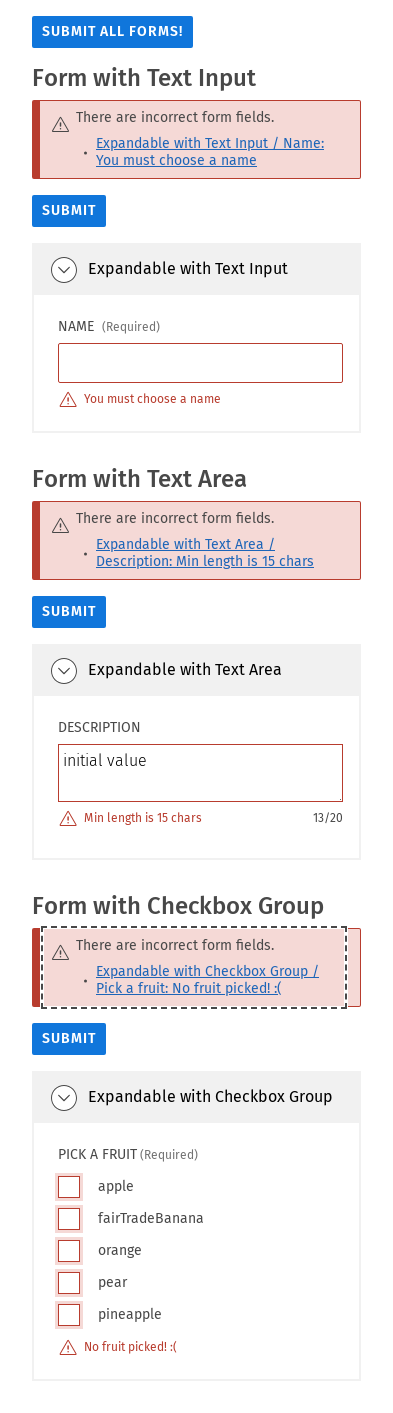 SUBMIT ALL FORMS!
Form with Text Input
There are incorrect form fields.
• Expandable with Text Input / Name:
You must choose a name
SUBMIT
Expandable with Text Input
NAME (Required)
You must choose a name
Form with Text Area
There are incorrect form fields.
• Expandable with Text Area /
Description: Min length is 15 chars
SUBMIT
Expandable with Text Area
DESCRIPTION
initial value
Min length is 15 chars 13/20
Form with Checkbox Group
There are incorrect form fields.
• Expandable with Checkbox Group /
Pick a fruit: No fruit picked! :(
SUBMIT
Expandable with Checkbox Group
PICK A FRUIT (Required)
apple
fairTradeBanana
orange
pear
pineapple
No fruit picked! :(